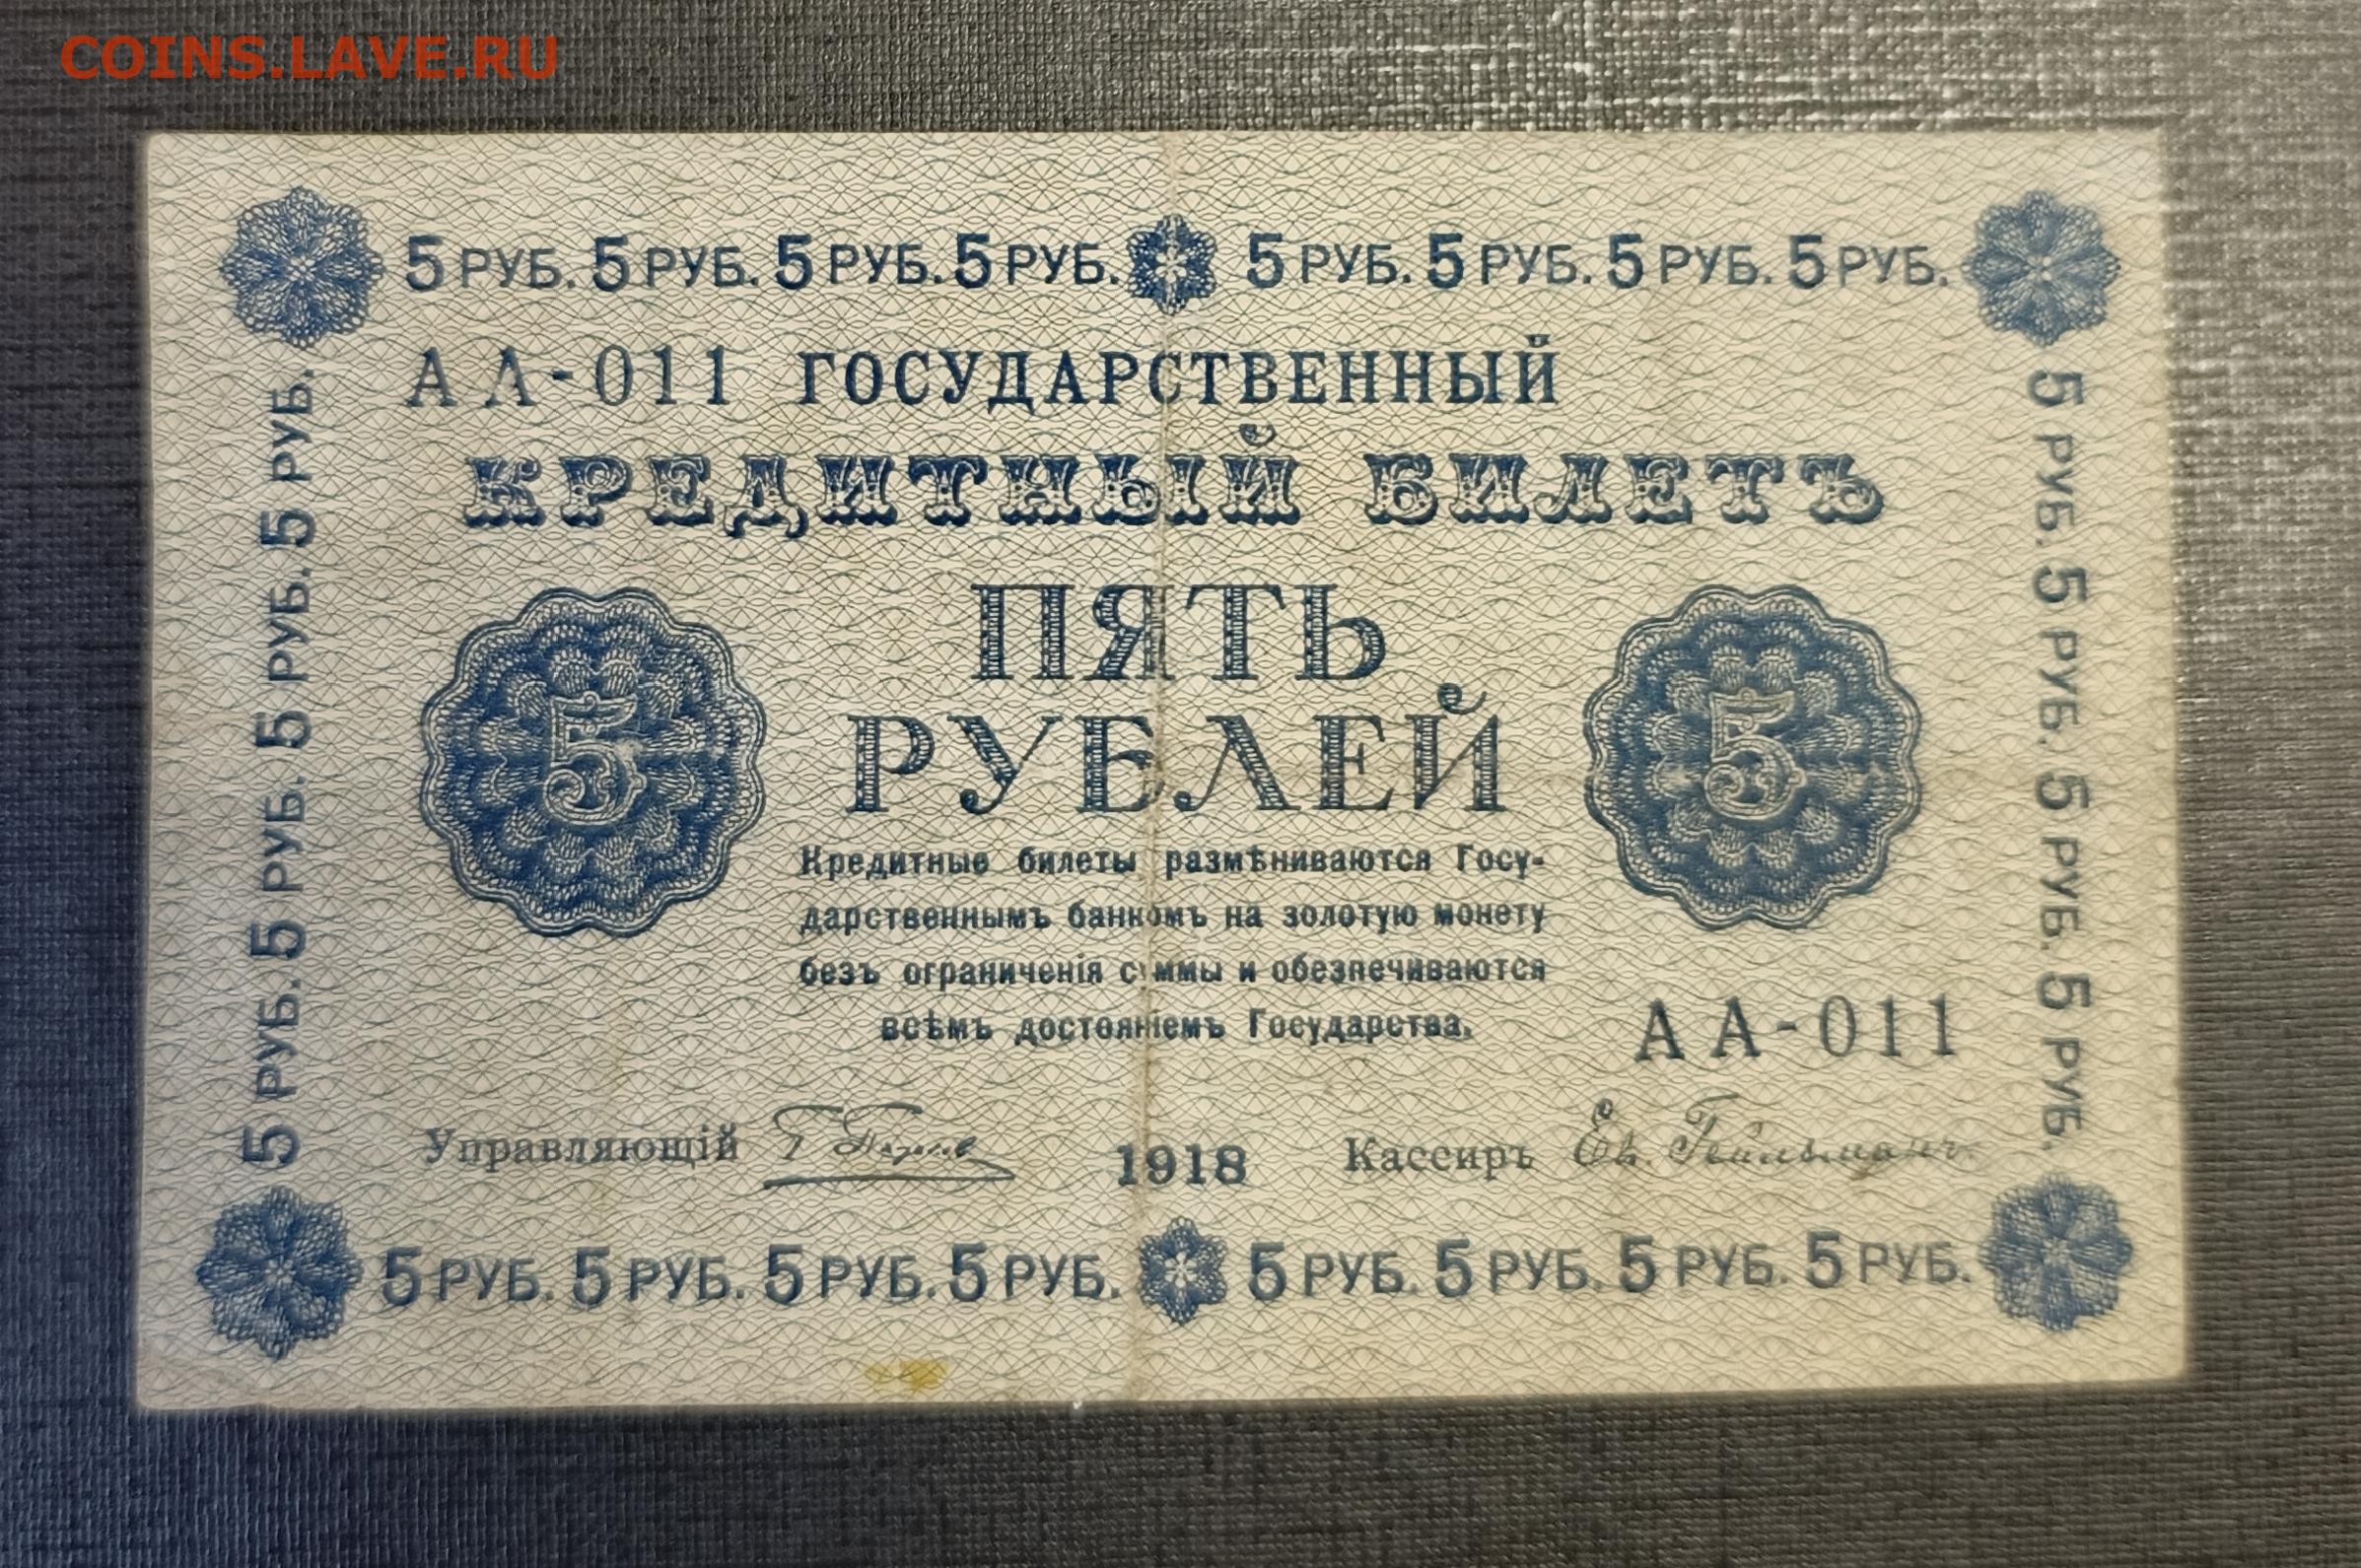 COINS.LAVE.RU
5 РУБ. 5 РУБ. 5 РУБ. 5 РУБ. 5 РУБ. 5 РУБ. 5 РУБ. 5 РУБ.
АА-011 ГОСУДАРСТВЕННЫЙ
КРЕДИТНЫЙ БИЛЕТЪ
5 РУБ. 5 РУБ. 5 РУБ. 5 РУБ.
5 РУБ. 5 РУБ. 5 РУБ. 5 РУБ.
ПЯТЬ
РУБЛЕЙ
5
5
Кредитные билеты размѣниваются Госу-
дарственнымъ банкомъ на золотую монету
безъ ограниченія суммы и обезпечиваются
всѣмъ достояніемъ Государства.
АА-011
Управляющій
1918
Кассиръ Ев. Гейльманъ
5 РУБ. 5 РУБ. 5 РУБ. 5 РУБ. 5 РУБ. 5 РУБ. 5 РУБ. 5 РУБ.